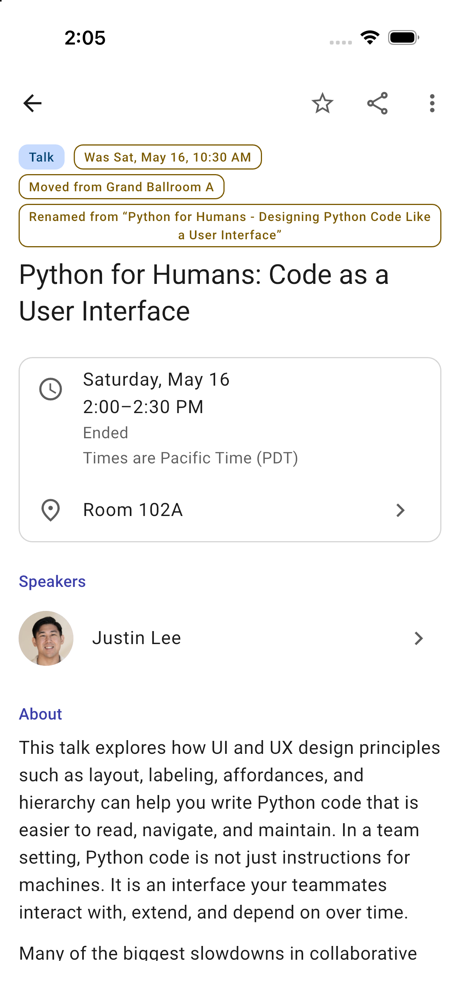 2:05
Talk
Was Sat, May 16, 10:30 AM
Moved from Grand Ballroom A
Renamed from “Python for Humans - Designing Python Code Like
a User Interface”
Python for Humans: Code as a
User Interface
Saturday, May 16
2:00–2:30 PM
Ended
Times are Pacific Time (PDT)
Room 102A
Speakers
Justin Lee
About
This talk explores how UI and UX design principles
such as layout, labeling, affordances, and
hierarchy can help you write Python code that is
easier to read, navigate, and maintain. In a team
setting, Python code is not just instructions for
machines. It is an interface your teammates
interact with, extend, and depend on over time.
Many of the biggest slowdowns in collaborative